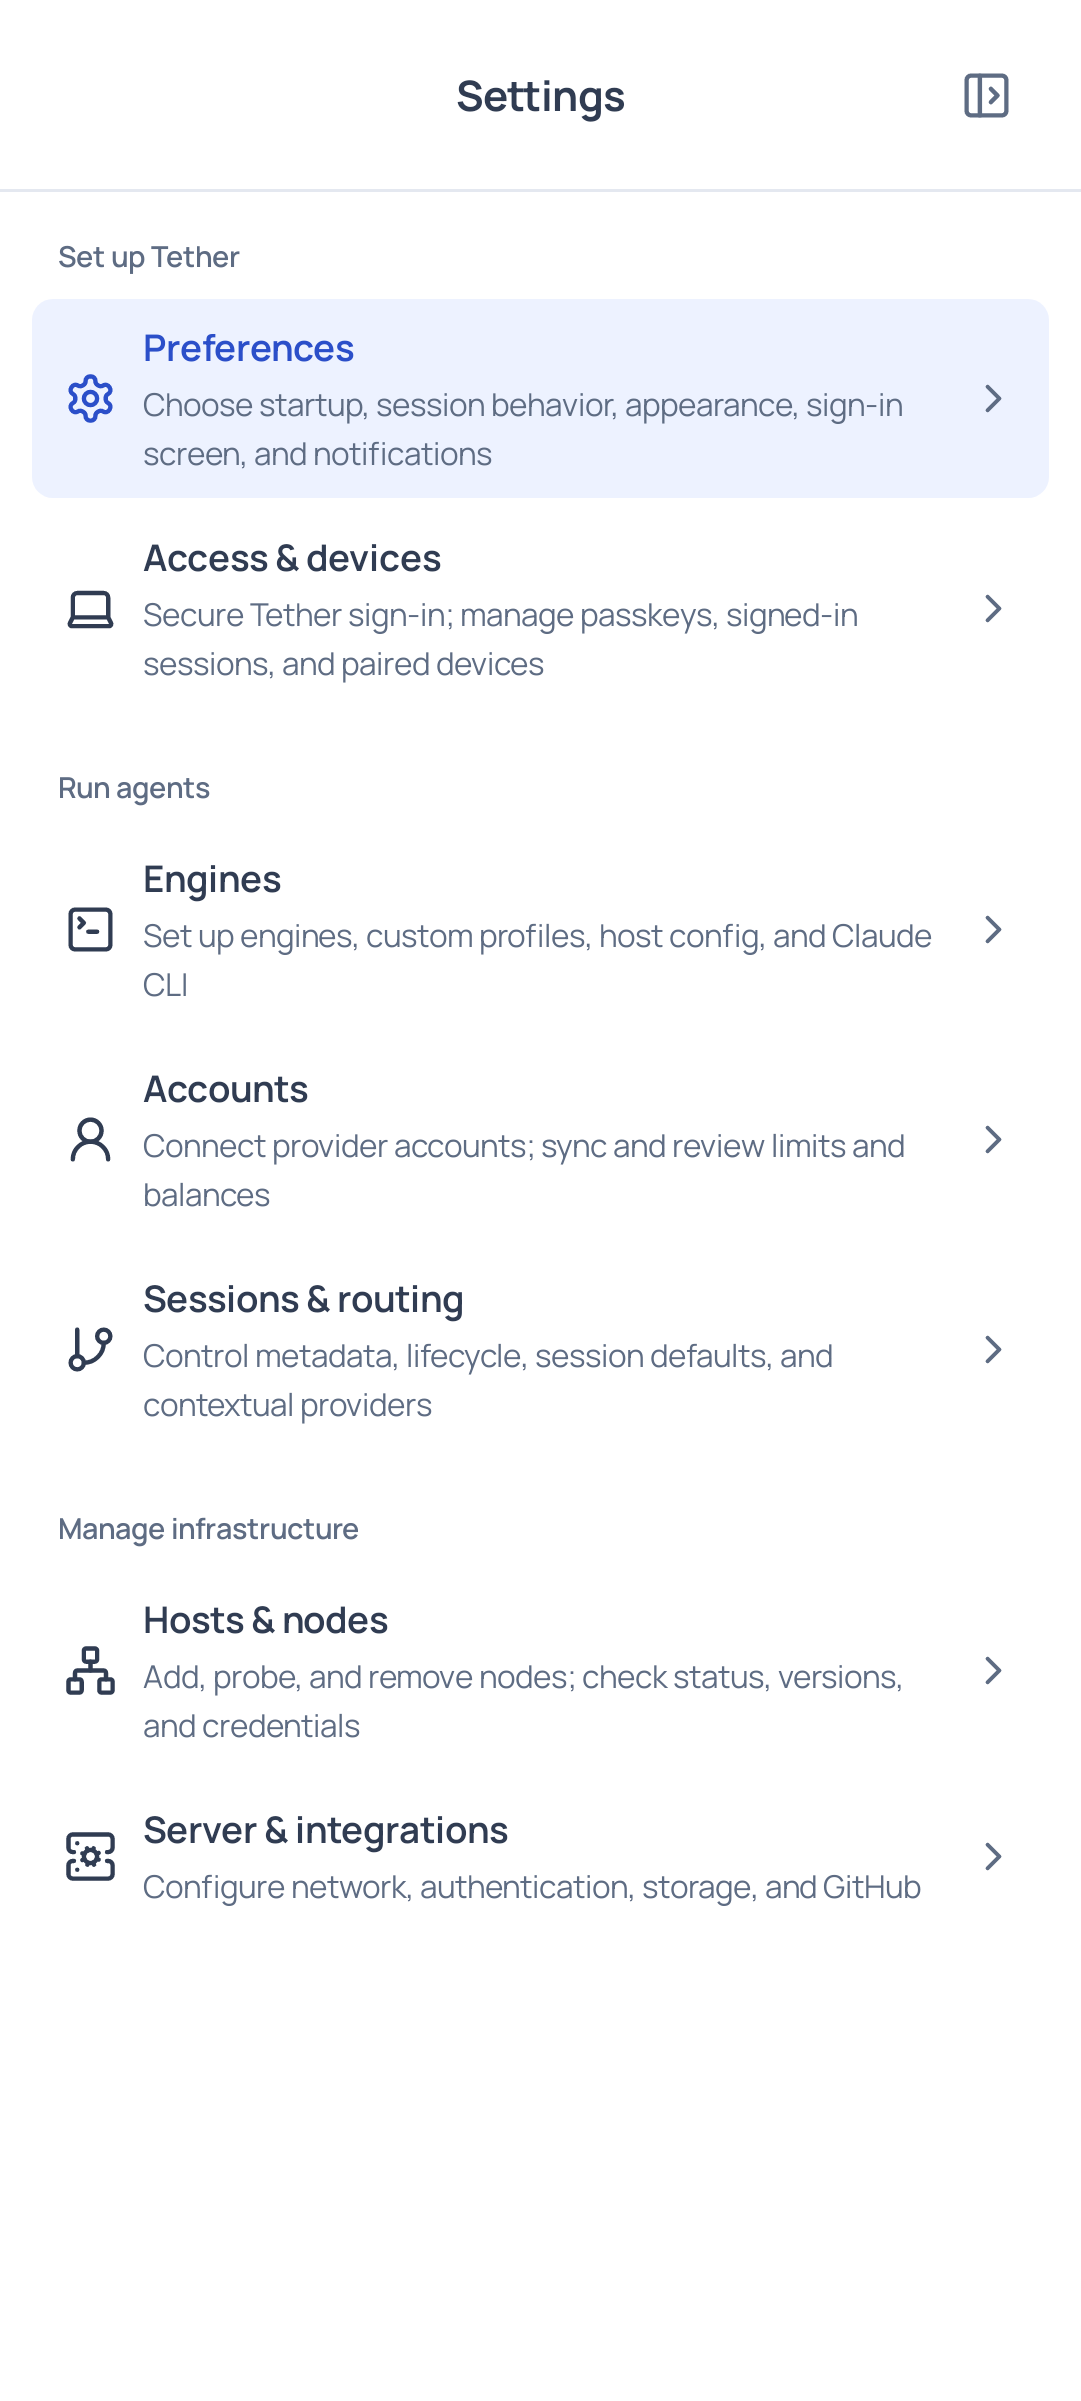 Settings
Set up Tether
Preferences
Choose startup, session behavior, appearance, sign-in
screen, and notifications
Access & devices
Secure Tether sign-in; manage passkeys, signed-in
sessions, and paired devices
Run agents
Engines
Set up engines, custom profiles, host config, and Claude
CLI
Accounts
Connect provider accounts; sync and review limits and
balances
Sessions & routing
Control metadata, lifecycle, session defaults, and
contextual providers
Manage infrastructure
Hosts & nodes
Add, probe, and remove nodes; check status, versions,
and credentials
Server & integrations
Configure network, authentication, storage, and GitHub